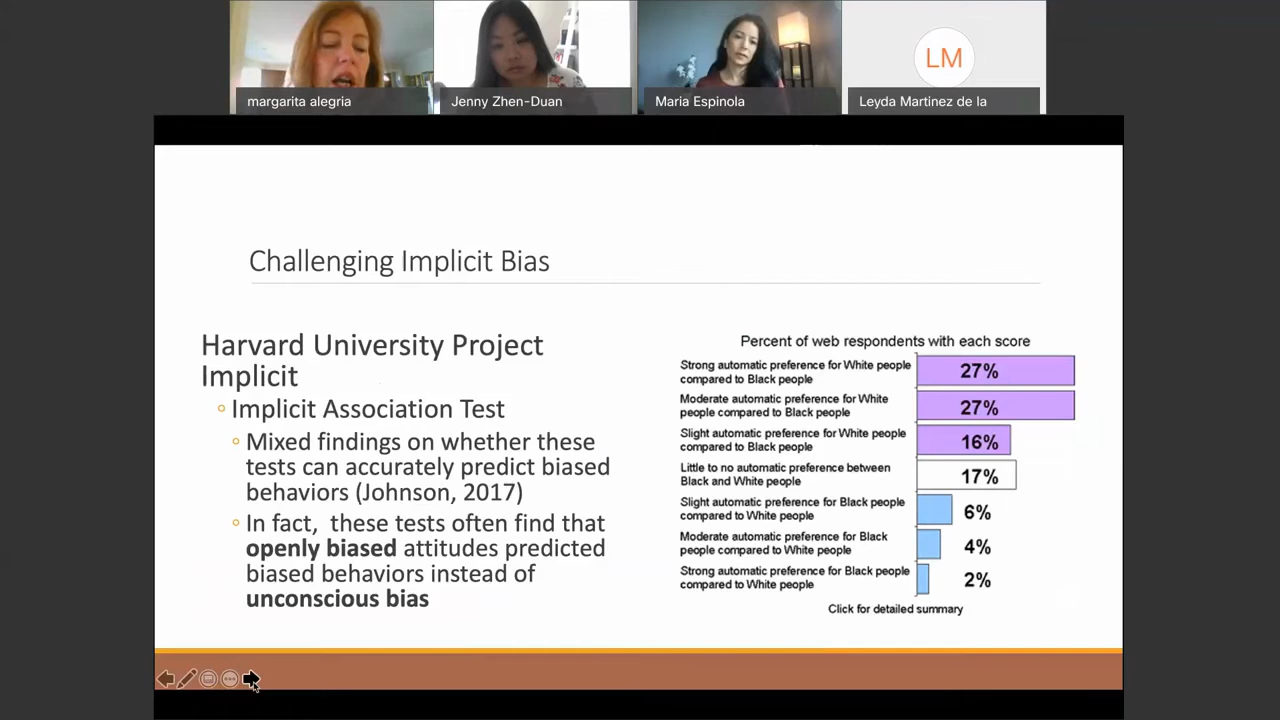 LM
margarita alegria
Jenny Zhen-Duan
Maria Espinola
Leyda Martinez de la
Challenging Implicit Bias
Harvard University Project
Implicit
Implicit Association Test
Mixed findings on whether these
tests can accurately predict biased
behaviors (Johnson, 2017)
In fact, these tests often find that
openly biased attitudes predicted
biased behaviors instead of
unconscious bias
Percent of web respondents with each score
Strong automatic preference for White people
compared to Black people
27%
Moderate automatic preference for White
people compared to Black people
27%
Slight automatic preference for White people
compared to Black people
16%
Little to no automatic preference between
Black and White people
17%
Slight automatic preference for Black people
compared to White people
6%
Moderate automatic preference for Black
people compared to White people
4%
Strong automatic preference for Black people
compared to White people
2%
Click for detailed summary